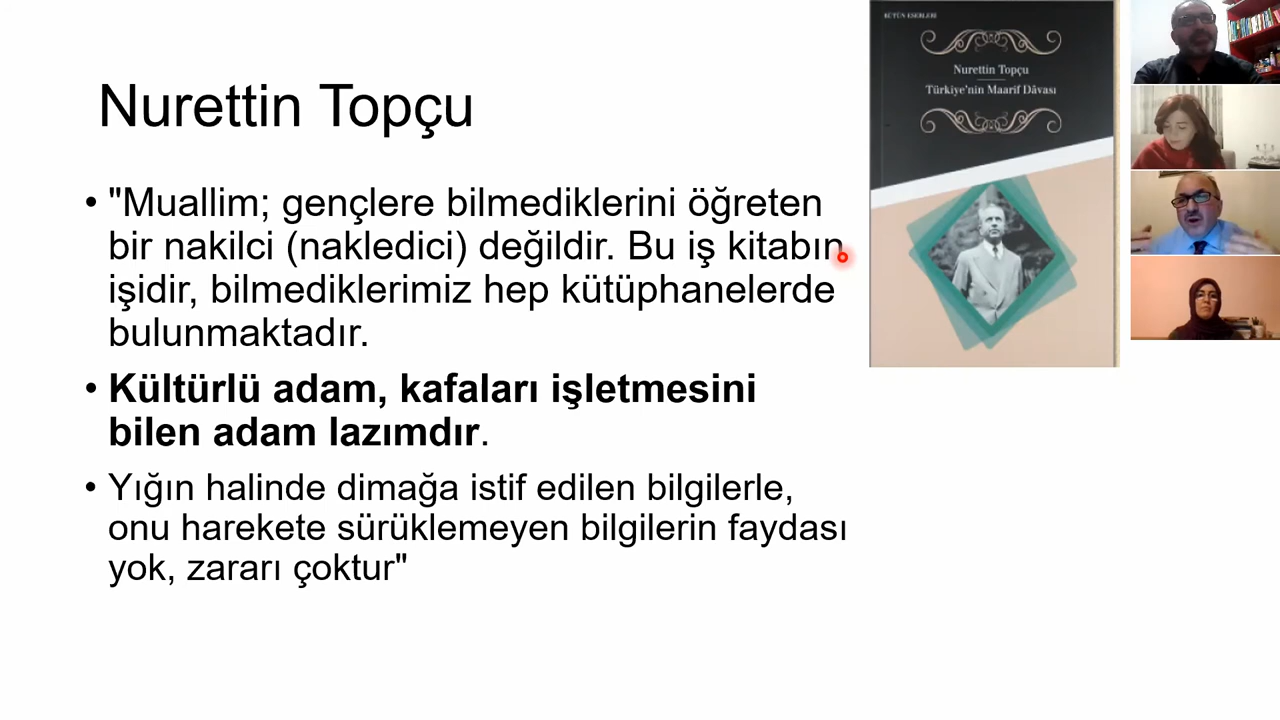 Nurettin Topçu
• "Muallim; gençlere bilmediklerini öğreten
bir nakilci (nakledici) değildir. Bu iş kitabın
işidir, bilmediklerimiz hep kütüphanelerde
bulunmaktadır.
• Kültürlü adam, kafaları işletmesini
bilen adam lazımdır.
• Yığın halinde dimağa istif edilen bilgilerle,
onu harekete sürüklemeyen bilgilerin faydası
yok, zararı çoktur"
BÜTÜN ESERLERİ
Nurettin Topçu
Türkiye'nin Maarif Dâvası